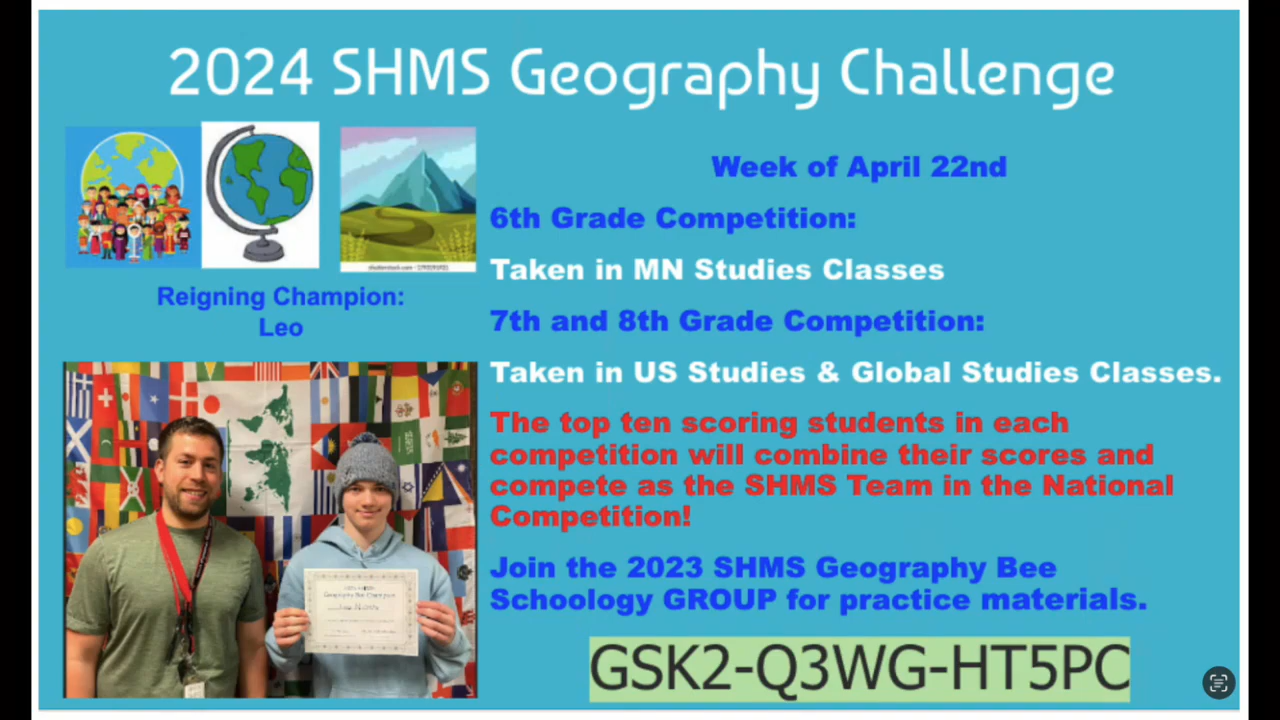 2024 SHMS Geography Challenge
Week of April 22nd
6th Grade Competition:
Taken in MN Studies Classes
7th and 8th Grade Competition:
Taken in US Studies & Global Studies Classes.
The top ten scoring students in each
competition will combine their scores and
compete as the SHMS Team in the National
Competition!
Join the 2023 SHMS Geography Bee
Schoology GROUP for practice materials.
GSK2-Q3WG-HT5PC
Reigning Champion:
Leo
Geography Bee Champion